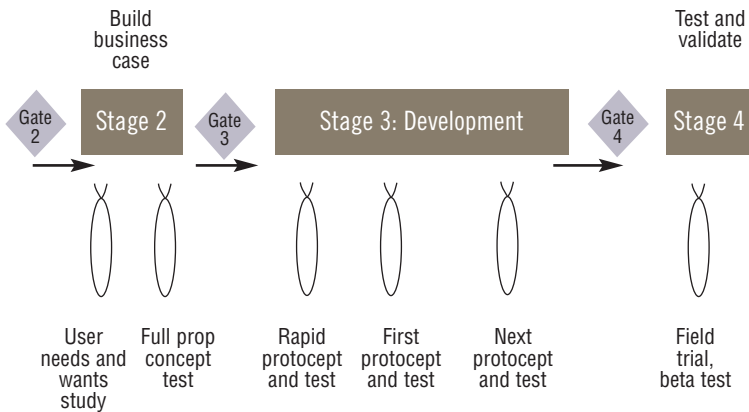 Build
business
case
Test and
validate
Gate
2
Stage 2
Gate
3
Stage 3: Development
Gate
4
Stage 4
User
needs and
wants
study
Full prop
concept
test
Rapid
protocept
and test
First
protocept
and test
Next
protocept
and test
Field
trial,
beta test